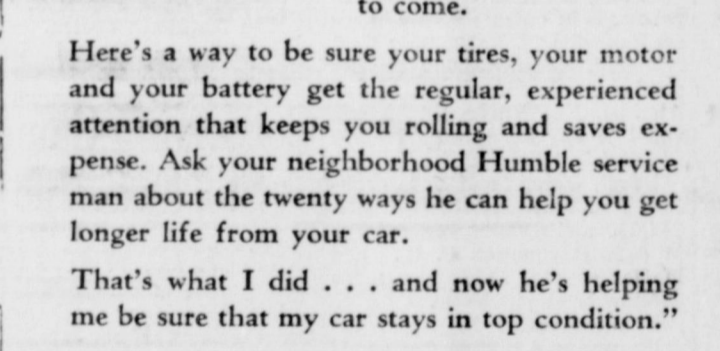 to come.
Here's a way to be sure your tires, your motor
and your battery get the regular, experienced
attention that keeps you rolling and saves ex-
pense. Ask your neighborhood Humble service
man about the twenty ways he can help you get
longer life from your car.
That's what I did . . . and now he's helping
me be sure that my car stays in top condition."